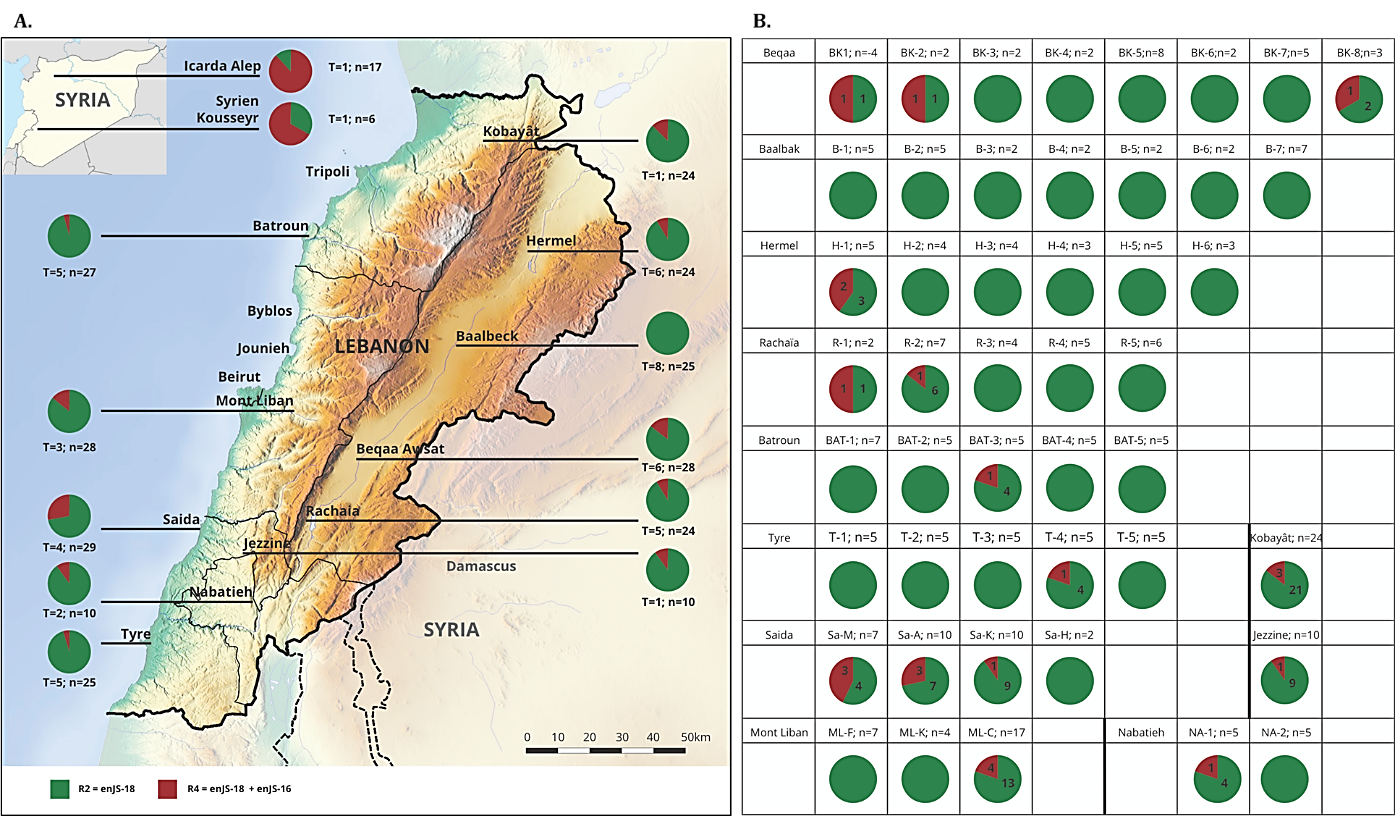 A.
Icarda Alep
T=1; n=17
SYRIA
Syrien
Kousseyr
T=1; n=6
Kobayât
T=1; n=24
Tripoli
Batroun
T=5; n=27
Hermel
T=6; n=24
Byblos
Jounieh
LEBANON
Baalbeck
T=8; n=25
Beirut
Mont Liban
T=3; n=28
Beqaa Awsat
T=6; n=28
Rachaia
T=5; n=24
Saida
T=4; n=29
Jezzine
T=1; n=10
Damascus
Nabatieh
T=2; n=10
Tyre
T=5; n=25
SYRIA
0 10 20 30 40 50km
R2 = enJS-18 R4 = enJS-18 + enJS-16
B.
Beqaa BK1; n=-4 BK-2; n=2 BK-3; n=2 BK-4; n=2 BK-5;n=8 BK-6;n=2 BK-7;n=5 BK-8;n=3
1 1 1 1 1 2
Baalbak B-1; n=5 B-2; n=5 B-3; n=2 B-4; n=2 B-5; n=2 B-6; n=2 B-7; n=7
Hermel H-1; n=5 H-2; n=4 H-3; n=4 H-4; n=3 H-5; n=5 H-6; n=3
2 3
Rachaïa R-1; n=2 R-2; n=7 R-3; n=4 R-4; n=5 R-5; n=6
1 1 1 6
Batroun BAT-1; n=7 BAT-2; n=5 BAT-3; n=5 BAT-4; n=5 BAT-5; n=5
1 4
Tyre T-1; n=5 T-2; n=5 T-3; n=5 T-4; n=5 T-5; n=5 Kobayât; n=24
1 4 3 21
Saida Sa-M; n=7 Sa-A; n=10 Sa-K; n=10 Sa-H; n=2 Jezzine; n=10
3 4 3 7 1 9 1 9
Mont Liban ML-F; n=7 ML-K; n=4 ML-C; n=17 Nabatieh NA-1; n=5 NA-2; n=5
4 13 1 4